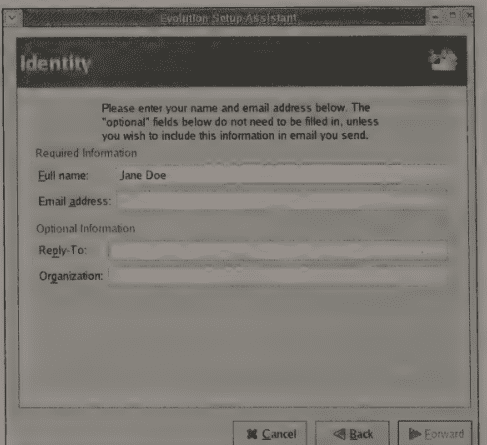 Evolution Setup Assistant
Identity
Please enter your name and email address below. The
"optional" fields below do not need to be filled in, unless
you wish to include this information in email you send.
Required Information
Full name: Jane Doe
Email address:
Optional Information
Reply-To:
Organization:
Cancel Back Forward